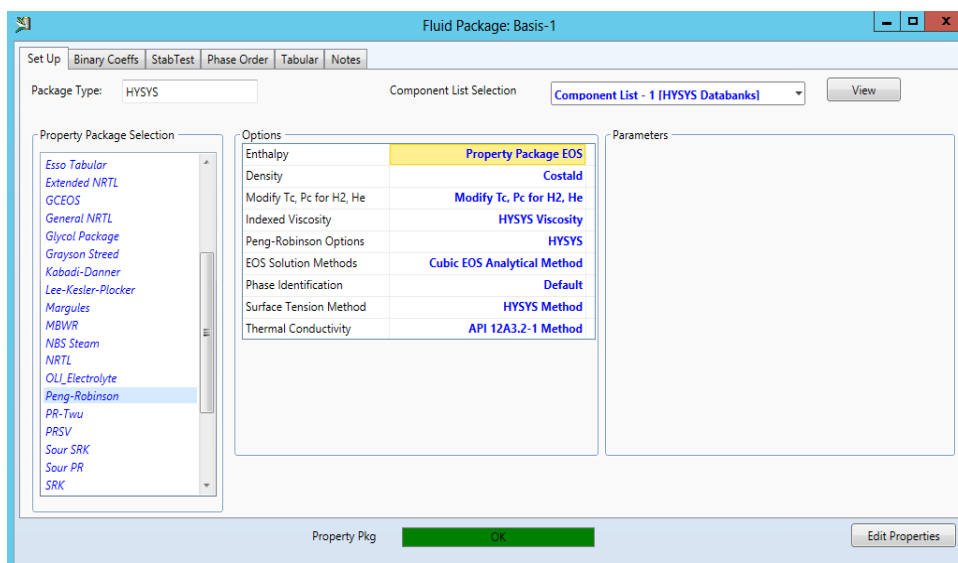 Fluid Package: Basis-1
Set Up Binary Coeffs StabTest Phase Order Tabular Notes
Package Type: HYSYS Component List Selection Component List - 1 [HYSYS Databanks] View
Property Package Selection
Esso Tabular
Extended NRTL
GCEOS
General NRTL
Glycol Package
Grayson Streed
Kabadi-Danner
Lee-Kesler-Plocker
Margules
MBWR
NBS Steam
NRTL
OLI_Electrolyte
Peng-Robinson
PR-Twu
PRSV
Sour SRK
Sour PR
SRK
Options
Enthalpy Property Package EOS
Density Costald
Modify Tc, Pc for H2, He Modify Tc, Pc for H2, He
Indexed Viscosity HYSYS Viscosity
Peng-Robinson Options HYSYS
EOS Solution Methods Cubic EOS Analytical Method
Phase Identification Default
Surface Tension Method HYSYS Method
Thermal Conductivity API 12A3.2-1 Method
Parameters
Property Pkg OK Edit Properties